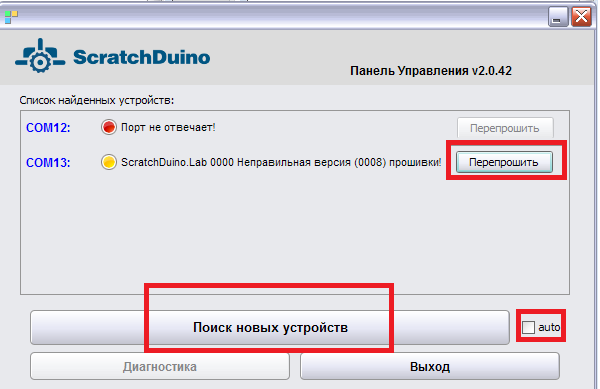 ScratchDuino
Панель Управления v2.0.42
Список найденных устройств:
COM12: Порт не отвечает! Перепрошить
COM13: ScratchDuino.Lab 0000 Неправильная версия (0008) прошивки! Перепрошить
Поиск новых устройств auto
Диагностика Выход